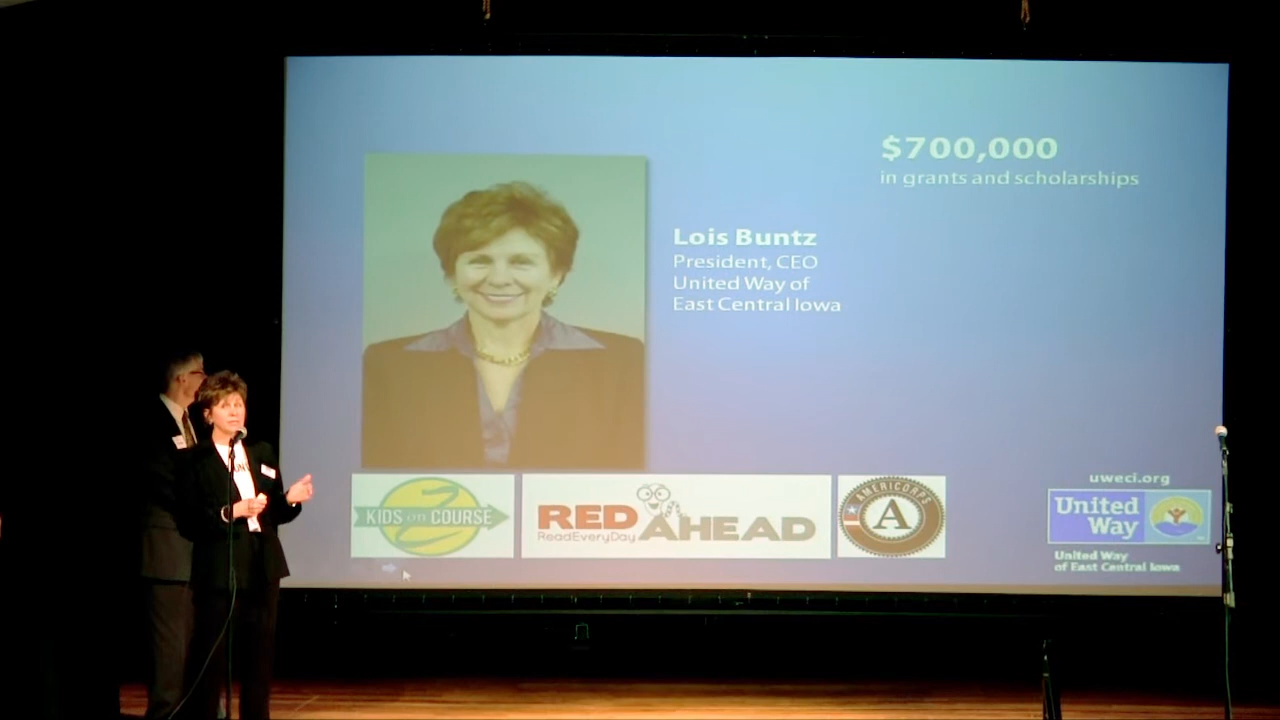 $700,000
in grants and scholarships
Lois Buntz
President, CEO
United Way of
East Central Iowa
KIDS on COURSE
RED AHEAD
ReadEveryDay
AMERICORPS
A
uweci.org
United
Way
United Way
of East Central Iowa